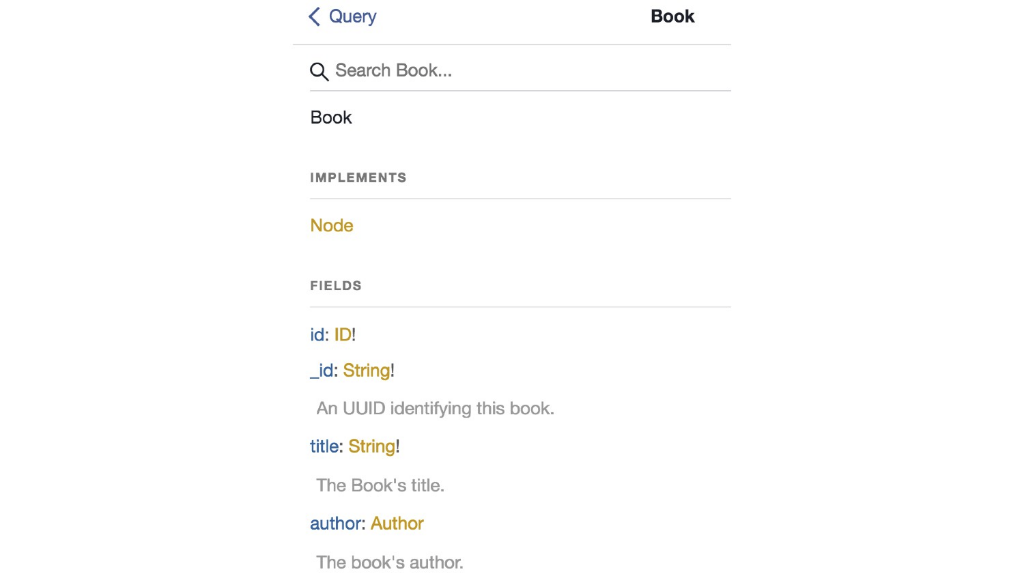 Query
Book
Search Book...
Book
IMPLEMENTS
Node
FIELDS
id: ID!
_id: String!
An UUID identifying this book.
title: String!
The Book's title.
author: Author
The book's author.